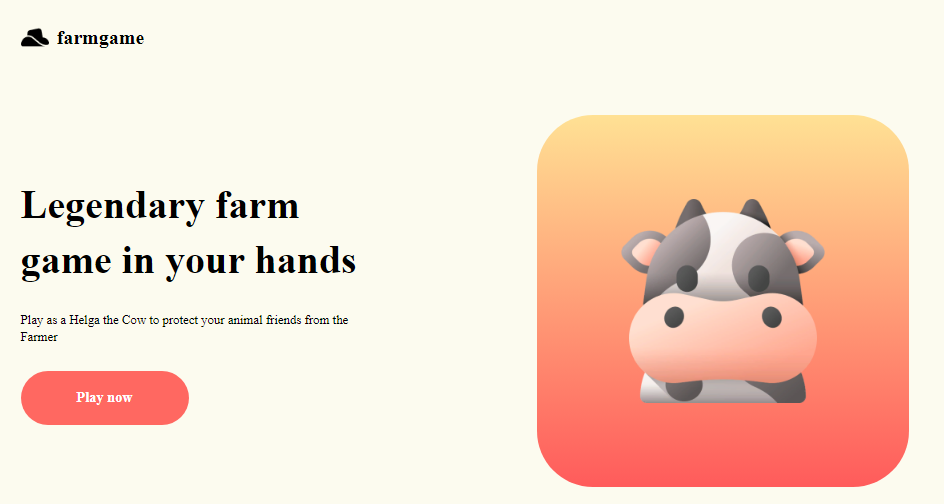 farmgame
Legendary farm
game in your hands
Play as a Helga the Cow to protect your animal friends from the
Farmer
Play now